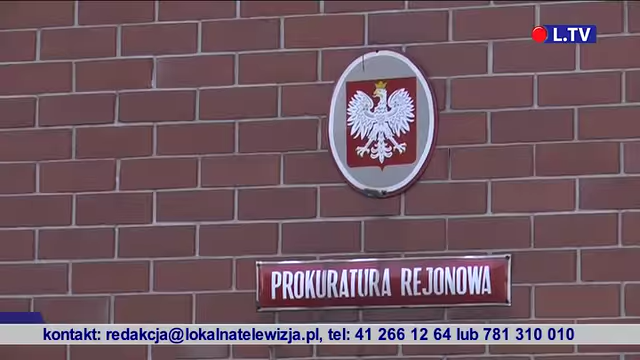 L.TV
PROKURATURA REJONOWA
kontakt: redakcja@lokalnatelewizja.pl, tel: 41 266 12 64 lub 781 310 010